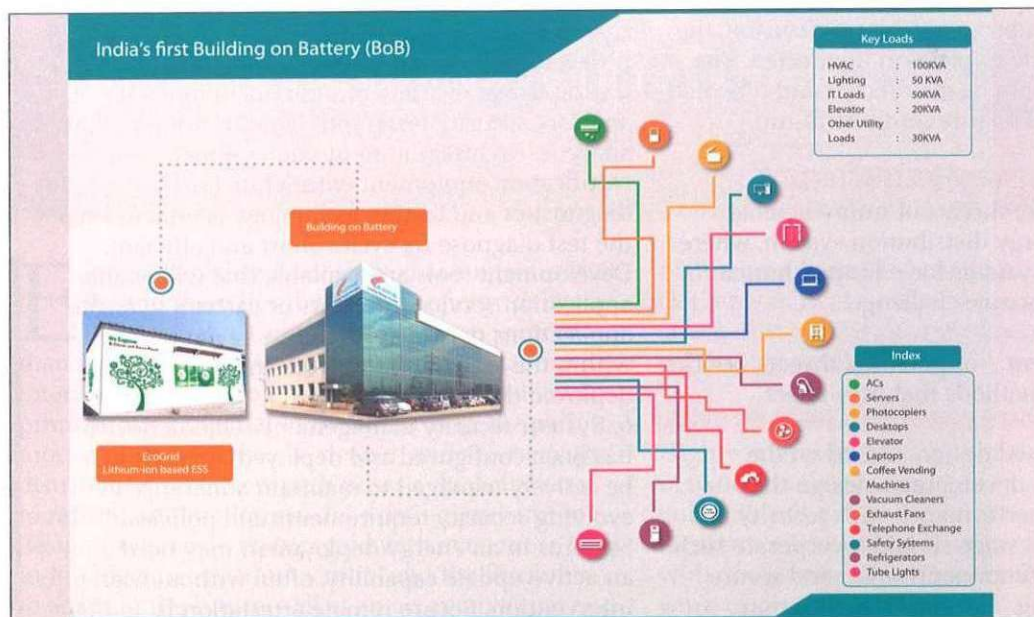 India's first Building on Battery (BoB)
Key Loads
HVAC : 100KVA
Lighting : 50 KVA
IT Loads : 50KVA
Elevator : 20KVA
Other Utility
Loads : 30KVA
Building on Battery
EcoGrid
Lithium-ion based ESS
Index
ACs
Servers
Photocopiers
Desktops
Elevator
Laptops
Coffee Vending
Machines
Vacuum Cleaners
Exhaust Fans
Telephone Exchange
Safety Systems
Refrigerators
Tube Lights